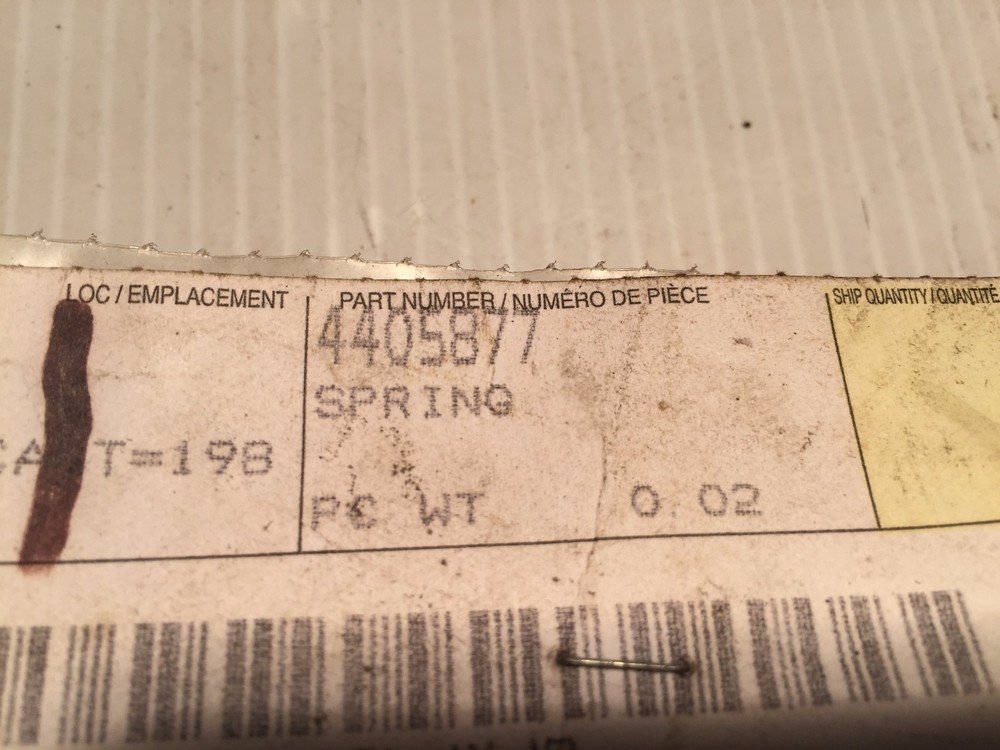 LOC / EMPLACEMENT
T=198
PART NUMBER / NUMÉRO DE PIÈCE
4405877
SPRING
PC WT 0 02
SHIP QUANTITY / QUANTITÉ